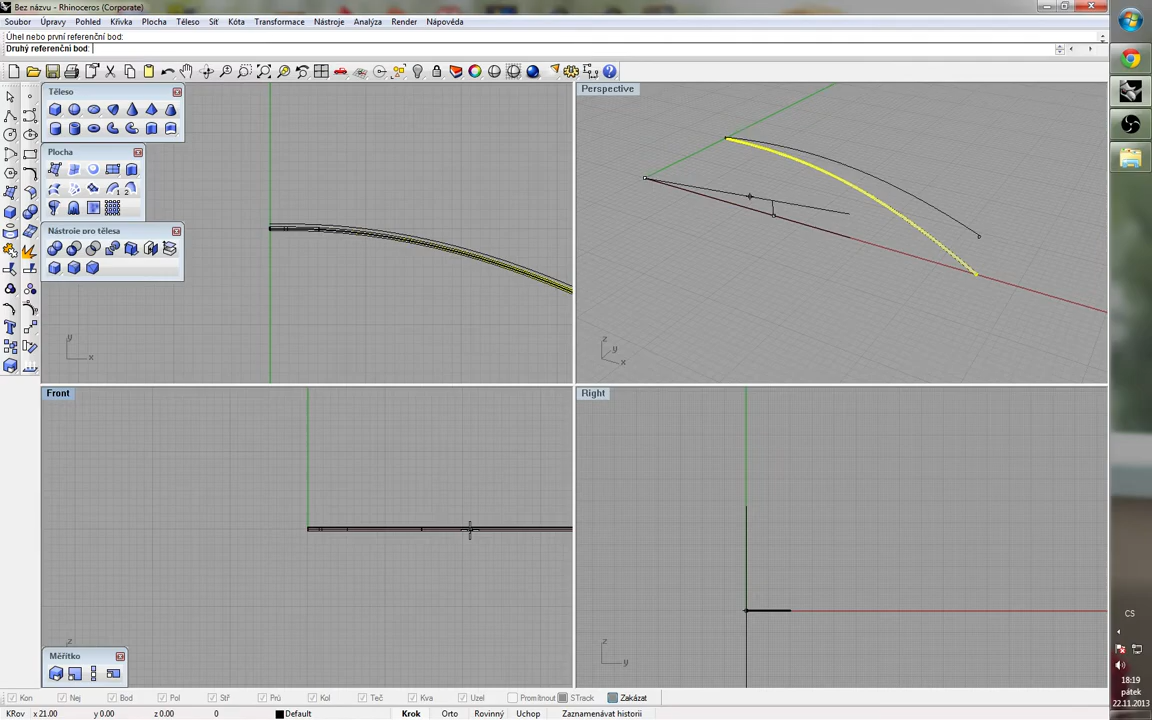 Bez názvu - Rhinoceros (Corporate)
Soubor Úpravy Pohled Křivka Plocha Těleso Síť Kóta Transformace Nástroje Analýza Render Nápověda
Úhel nebo první referenční bod:
Druhý referenční bod:
Těleso
Perspective
Plocha
1 2
Nástroje pro tělesa
y
x
z
y
x
Front
Right
z
z
y
Měřítko
Kon Nej Bod Pol Stř Prů Kol Teč Kva Uzel Promítnout STrack Zakázat
KRov x 21.00 y 0.00 z 0.00 0 Default Krok Orto Rovinný Uchop Zaznamenávat historii
CS
18:19
pátek
22.11.2013